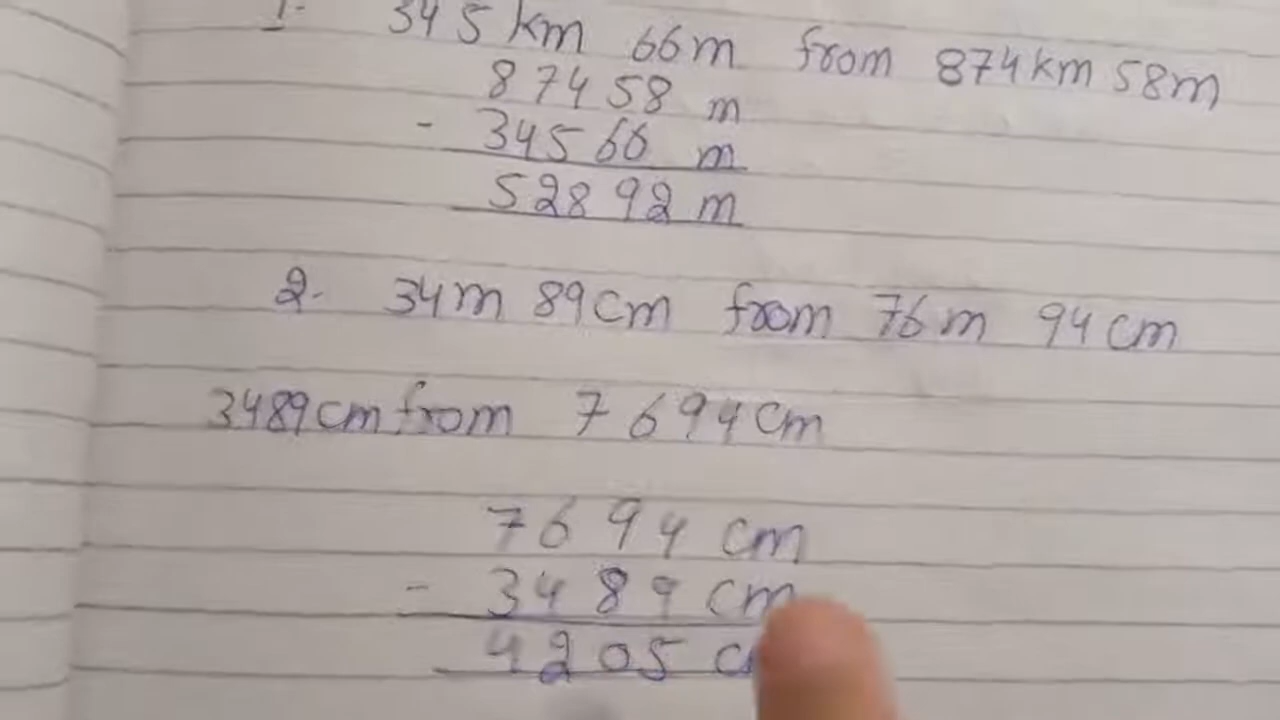 1. 345 km 66m from 874km 58m
87458 m
- 34566 m
52892 m
2. 34m 89cm from 76m 94cm
3489cm from 7694cm
7694 cm
- 3489 cm
4205